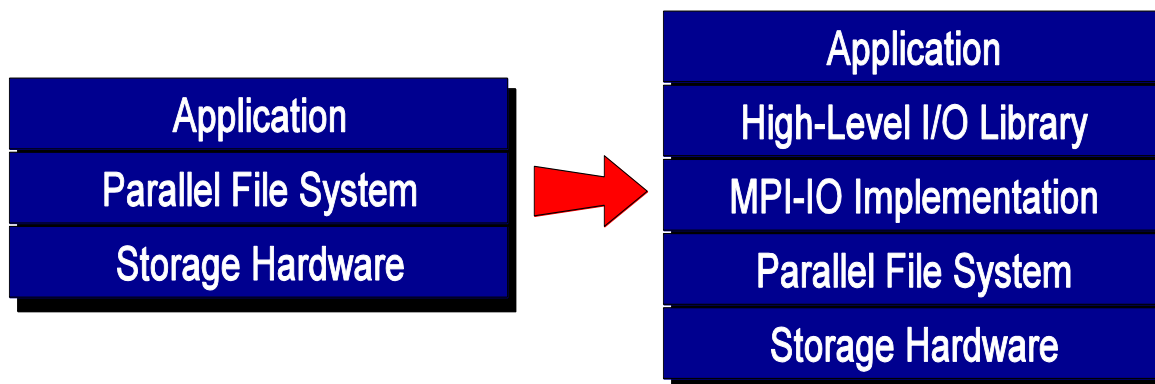 Application
Parallel File System
Storage Hardware
Application
High-Level I/O Library
MPI-IO Implementation
Parallel File System
Storage Hardware